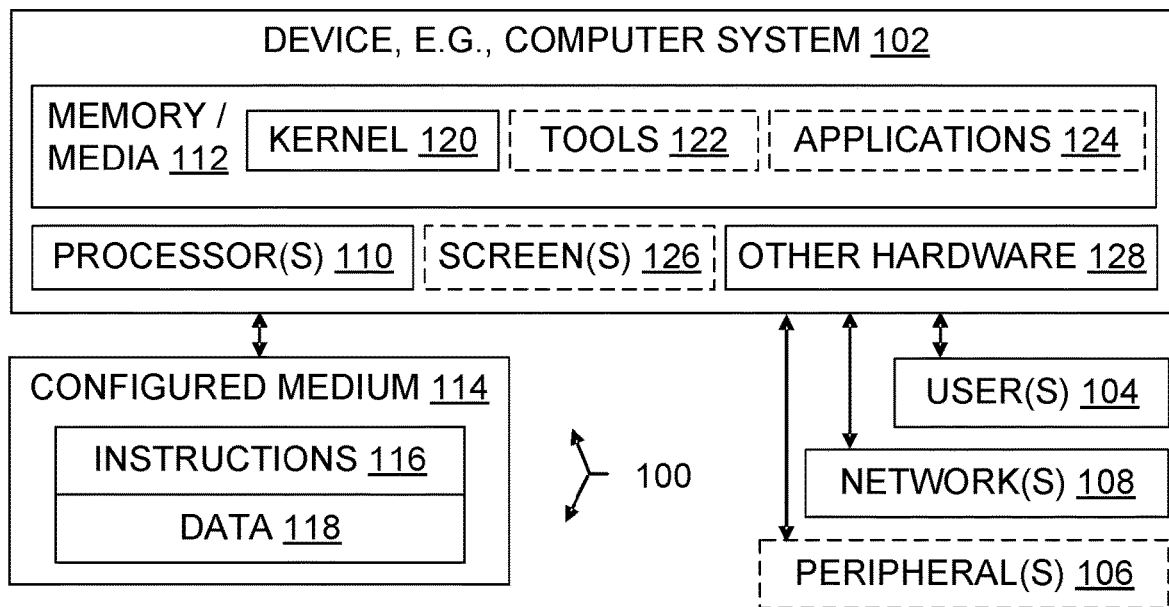 DEVICE, E.G., COMPUTER SYSTEM 102
MEMORY /
MEDIA 112
KERNEL 120
TOOLS 122
APPLICATIONS 124
PROCESSOR(S) 110
SCREEN(S) 126
OTHER HARDWARE 128
CONFIGURED MEDIUM 114
INSTRUCTIONS 116
DATA 118
100
USER(S) 104
NETWORK(S) 108
PERIPHERAL(S) 106